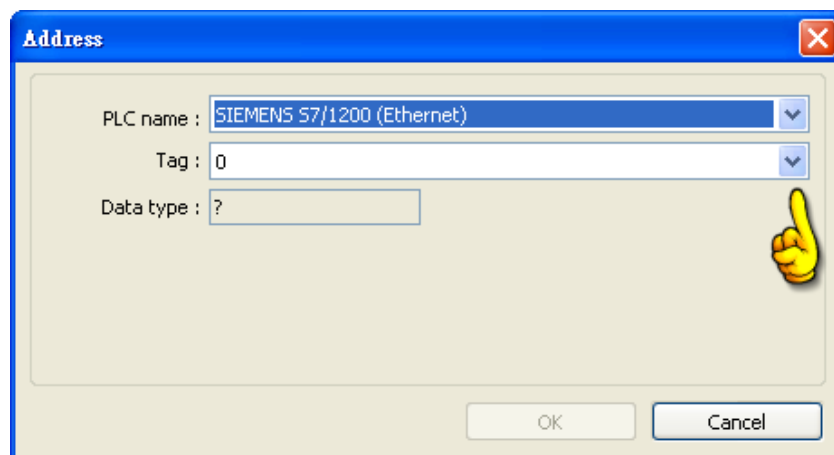 Address
PLC name : SIEMENS S7/1200 (Ethernet)
Tag : 0
Data type : ?
OK Cancel